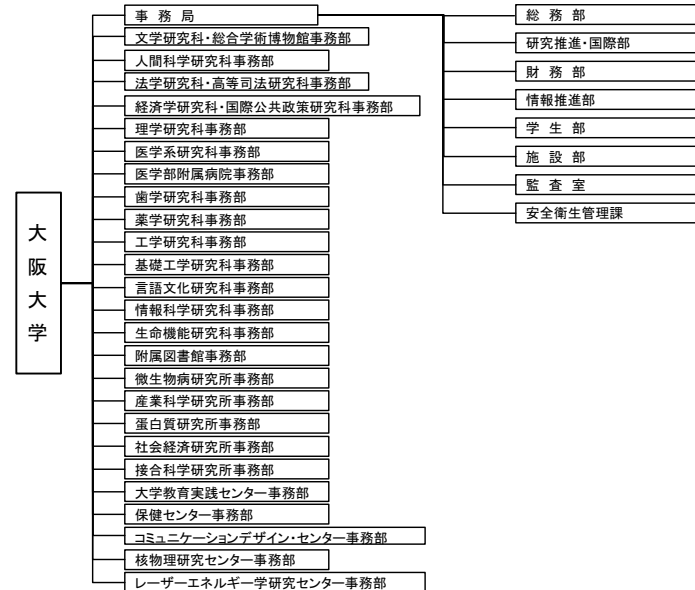 大阪大学
事務局
文学研究科・総合学術博物館事務部
人間科学研究科事務部
法学研究科・高等司法研究科事務部
経済学研究科・国際公共政策研究科事務部
理学研究科事務部
医学系研究科事務部
医学部附属病院事務部
歯学研究科事務部
薬学研究科事務部
工学研究科事務部
基礎工学研究科事務部
言語文化研究科事務部
情報科学研究科事務部
生命機能研究科事務部
附属図書館事務部
微生物病研究所事務部
産業科学研究所事務部
蛋白質研究所事務部
社会経済研究所事務部
接合科学研究所事務部
大学教育実践センター事務部
保健センター事務部
コミュニケーションデザイン・センター事務部
核物理研究センター事務部
レーザーエネルギー学研究センター事務部
総務部
研究推進・国際部
財務部
情報推進部
学生部
施設部
監査室
安全衛生管理課